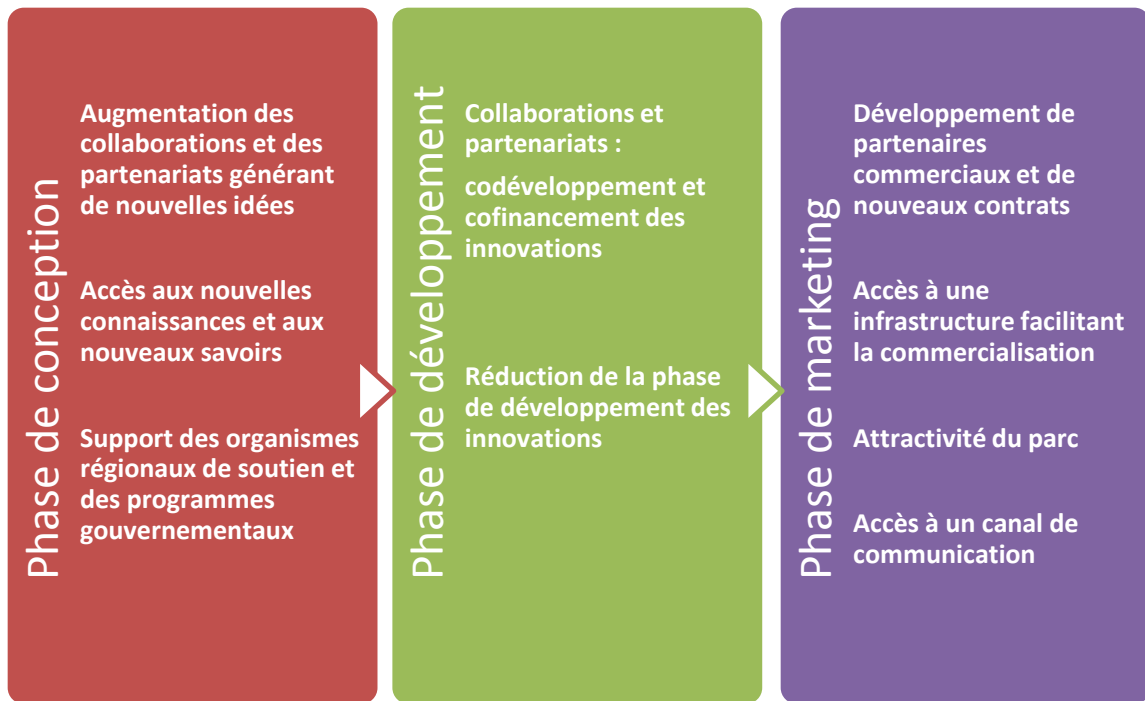 Phase de conception
Augmentation des
collaborations et des
partenariats générant
de nouvelles idées
Accès aux nouvelles
connaissances et aux
nouveaux savoirs
Support des organismes
régionaux de soutien et
des programmes
gouvernementaux
Phase de développement
Collaborations et
partenariats :
codéveloppement et
cofinancement des
innovations
Réduction de la phase
de développement des
innovations
Phase de marketing
Développement de
partenaires
commerciaux et de
nouveaux contrats
Accès à une
infrastructure facilitant
la commercialisation
Attractivité du parc
Accès à un canal de
communication